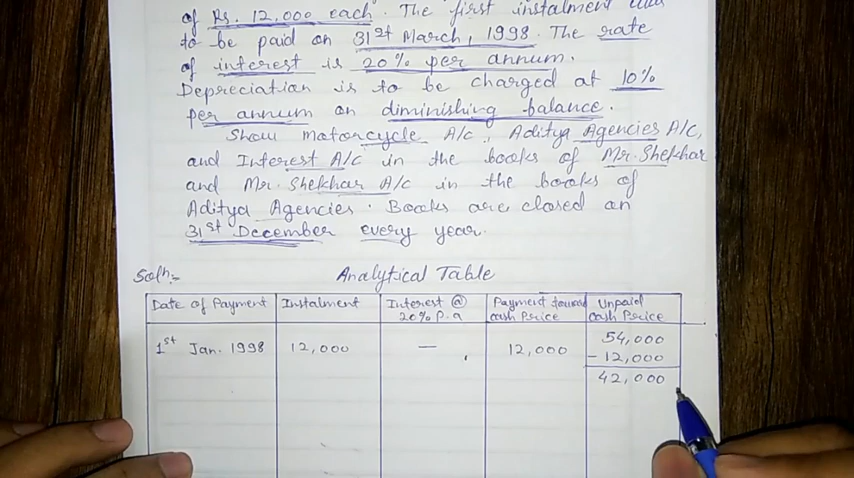 of Rs. 12,000 each. The first instalment
to be paid on 31st March, 1998. The rate
of interest is 20% per annum.
Depreciation is to be charged at 10%
per annum on diminishing balance.
Show Motorcycle A/C, Aditya Agencies A/C,
and Interest A/C in the books of Mr. Shekhar
and Mr. Shekhar A/C in the books of
Aditya Agencies. Books are closed on
31st December every year.
Soln:-
Analytical Table
Date of Payment Instalment Interest @ 20% P.a Payment toward cash Price Unpaid cash Price
1st Jan. 1998 12,000 — 12,000 54,000
- 12,000
42,000